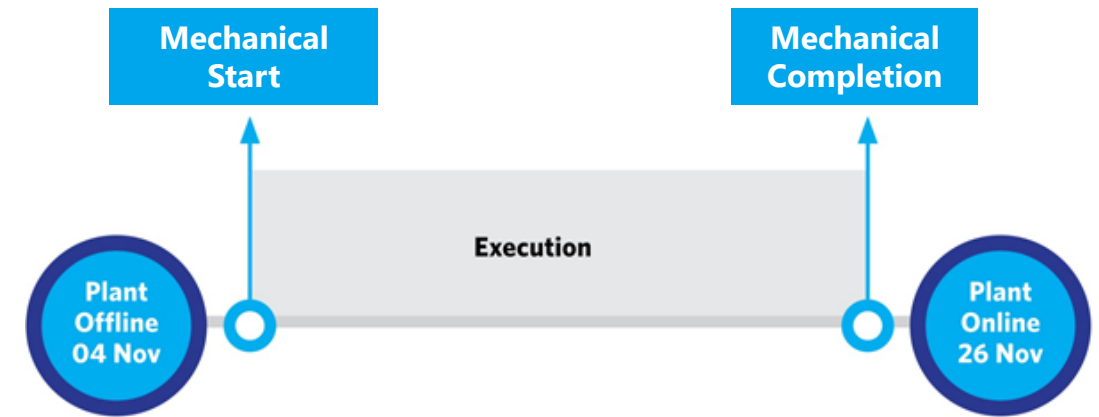 Mechanical
Start
Mechanical
Completion
Execution
Plant
Offline
04 Nov
Plant
Online
26 Nov